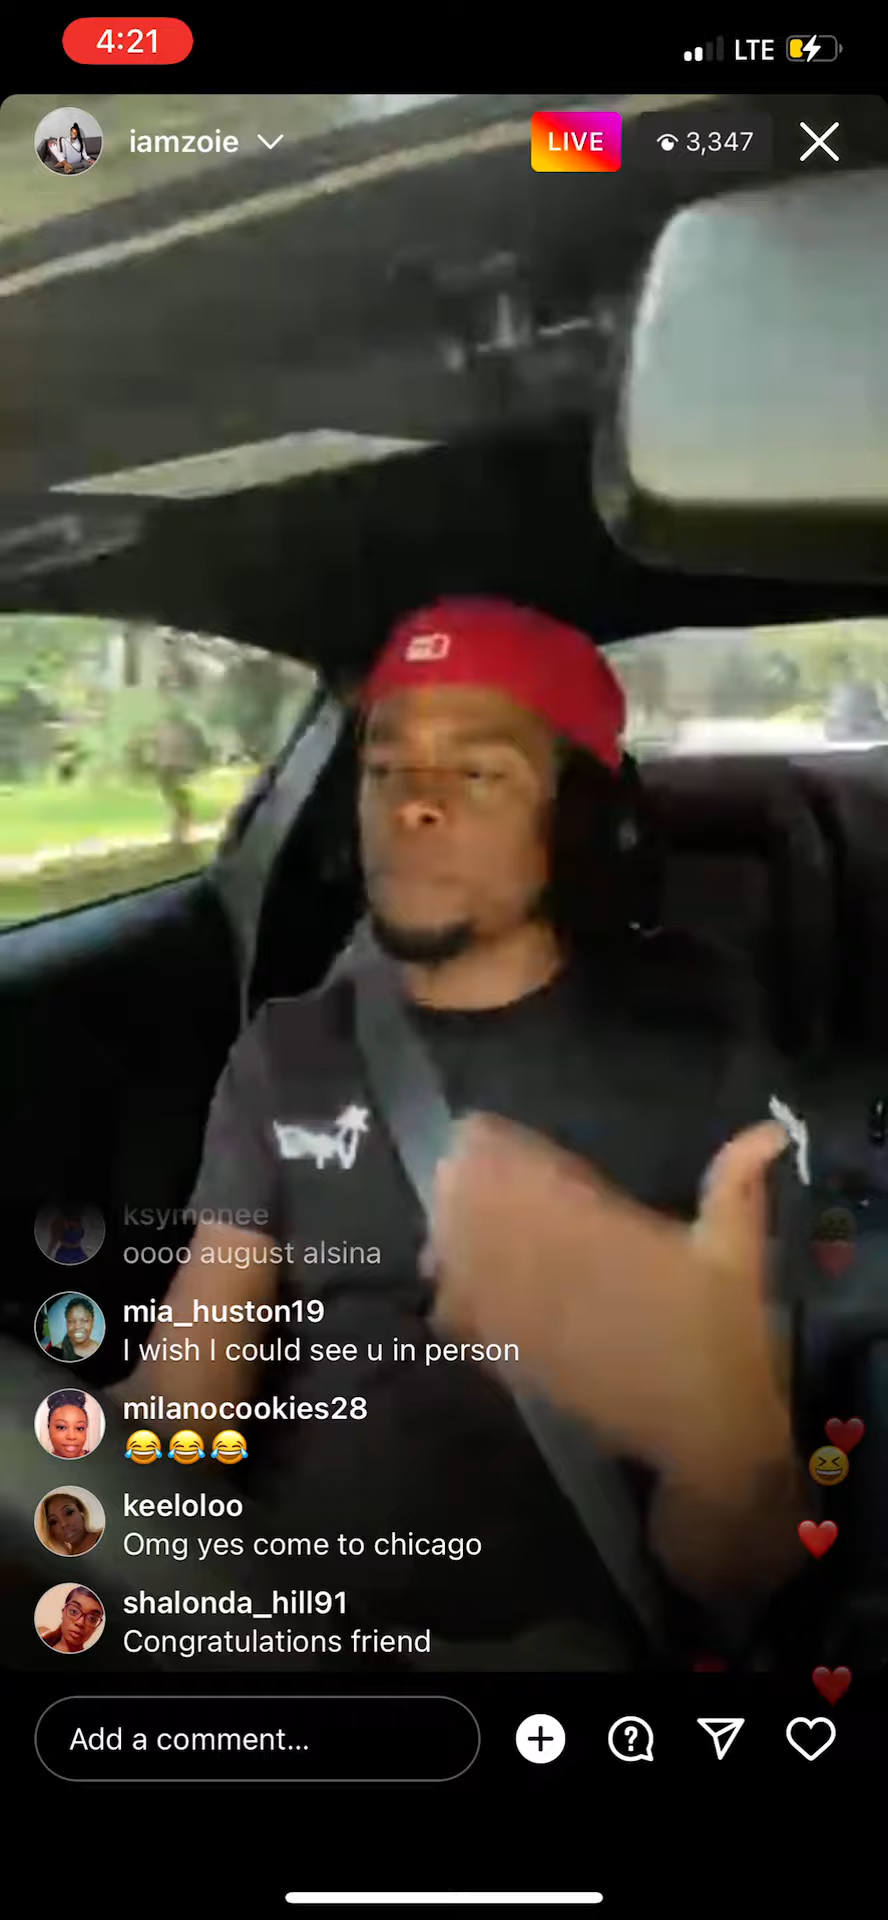 4:21
LTE
iamzoie
LIVE
3,347
ksymonee
oooo august alsina
mia_huston19
I wish I could see u in person
milanocookies28
😂😂😂
keeloloo
Omg yes come to chicago
shalonda_hill91
Congratulations friend
Add a comment...